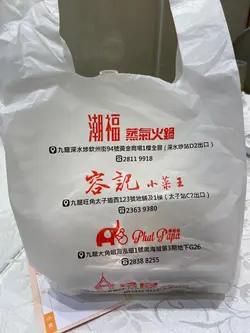 潮福 蒸氣火鍋
九龍深水埗欽州街94號黃金商場1樓全層 (深水埗站D2出口)
2811 9918
容記 小菜王
九龍旺角太子道西123號地舖及1樓 (太子站C2出口)
2363 9380
Phat Papa
九龍大角咀海泓道1號奧海城第3期地下G26
2838 8255